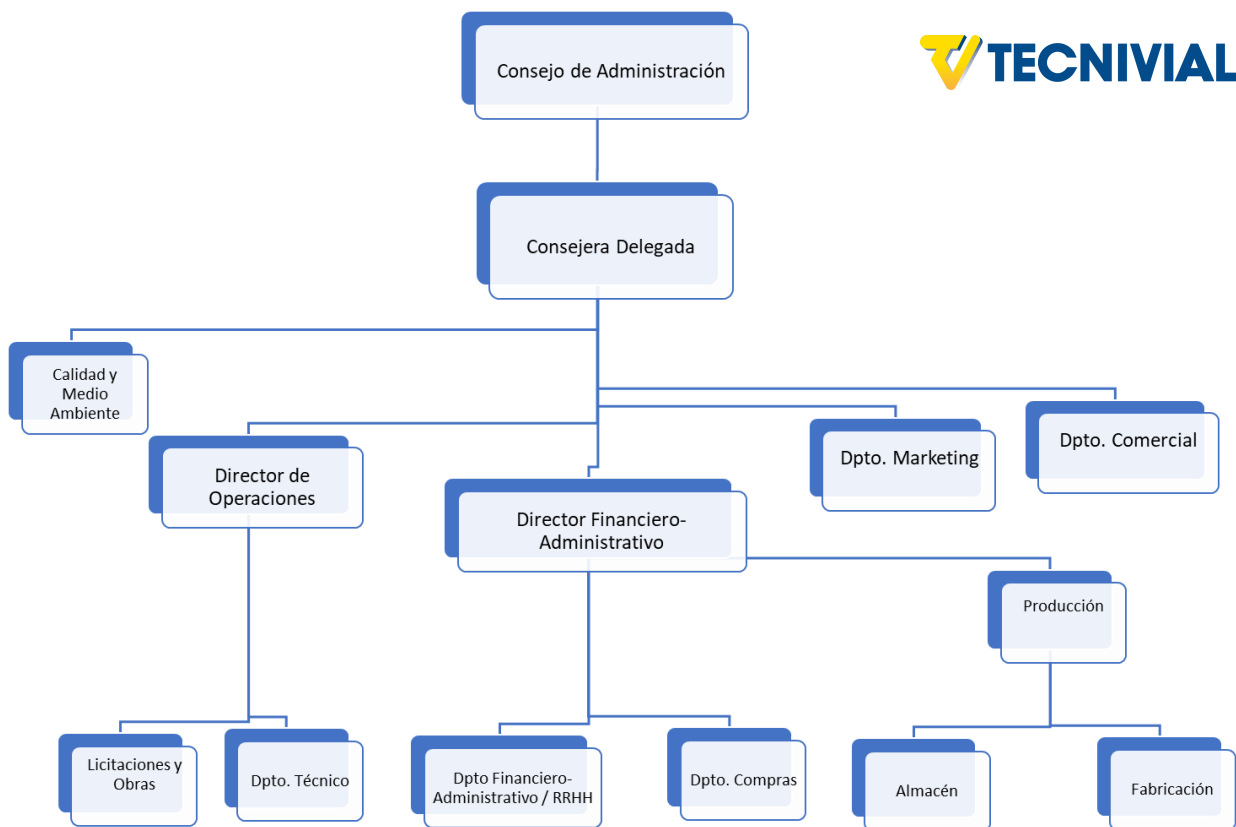 Consejo de Administración
TECNIVIAL
Consejera Delegada
Calidad y
Medio
Ambiente
Dpto. Comercial
Dpto. Marketing
Director de
Operaciones
Director Financiero-
Administrativo
Producción
Licitaciones y
Obras
Dpto. Técnico
Dpto Financiero-
Administrativo / RRHH
Dpto. Compras
Almacén
Fabricación